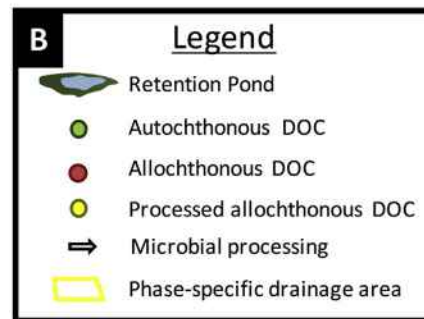 B
Legend
Retention Pond
Autochthonous DOC
Allochthonous DOC
Processed allochthonous DOC
Microbial processing
Phase-specific drainage area